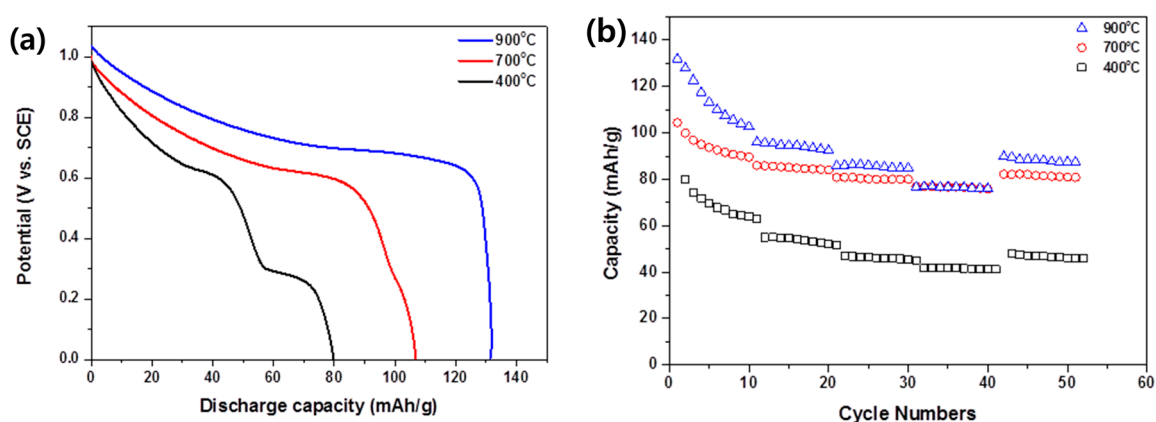 (a)
900°C
700°C
400°C
1.0
0.8
0.6
0.4
0.2
0.0
Potential (V vs. SCE)
0 20 40 60 80 100 120 140
Discharge capacity (mAh/g)
(b)
900°C
700°C
400°C
140
120
100
80
60
40
20
0
Capacity (mAh/g)
0 10 20 30 40 50 60
Cycle Numbers